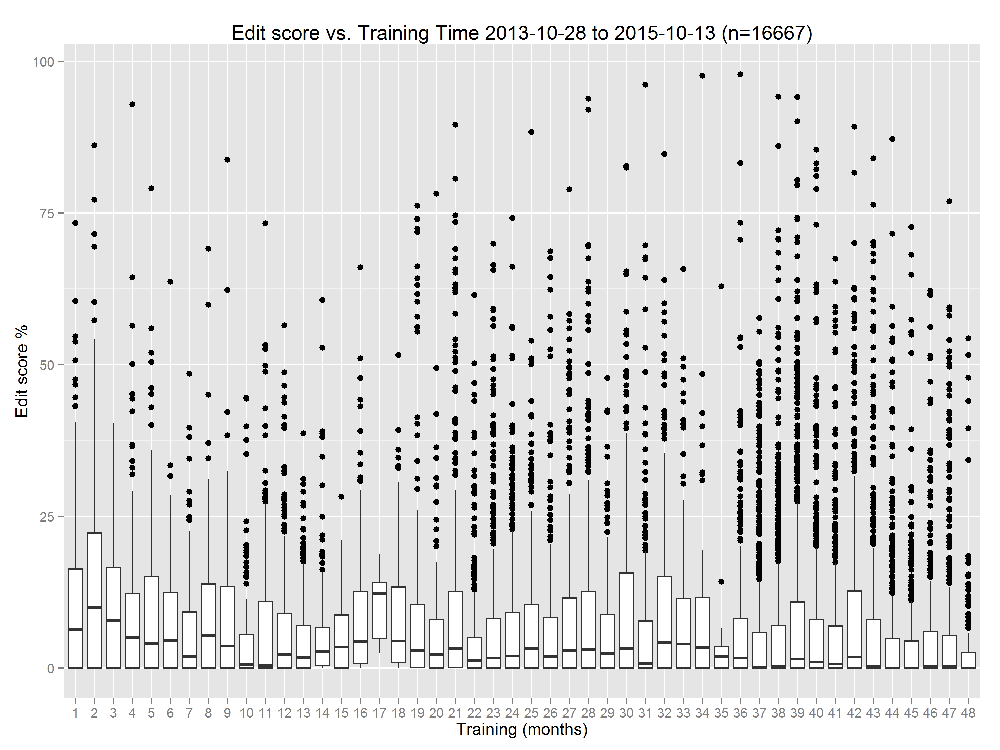 Edit score vs. Training Time 2013-10-28 to 2015-10-13 (n=16667)
100
75
50
25
0
Edit score %
1 2 3 4 5 6 7 8 9 10 11 12 13 14 15 16 17 18 19 20 21 22 23 24 25 26 27 28 29 30 31 32 33 34 35 36 37 38 39 40 41 42 43 44 45 46 47 48
Training (months)